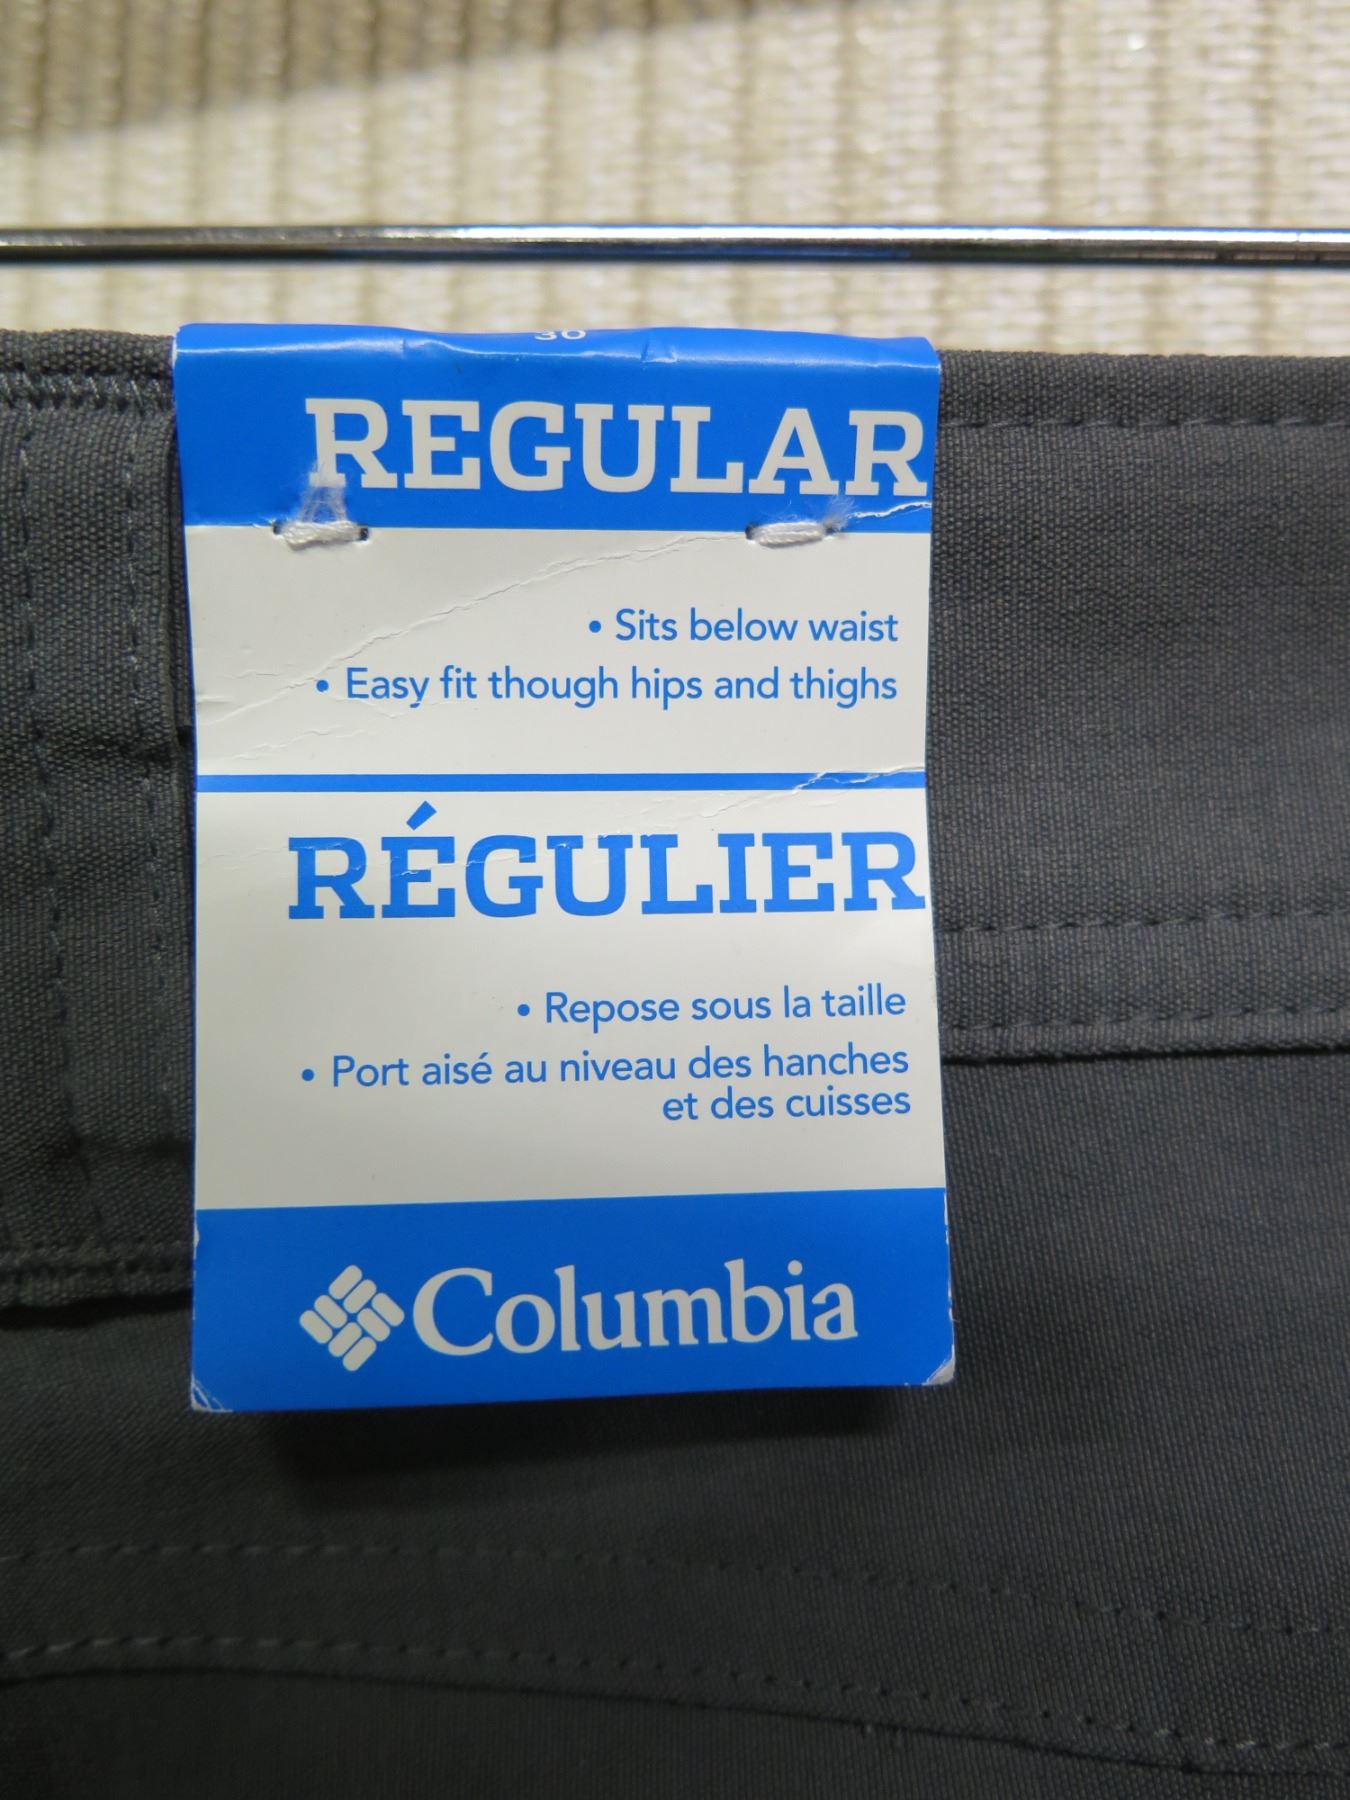 30
REGULAR
• Sits below waist
• Easy fit though hips and thighs
RÉGULIER
• Repose sous la taille
• Port aisé au niveau des hanches
et des cuisses
Columbia